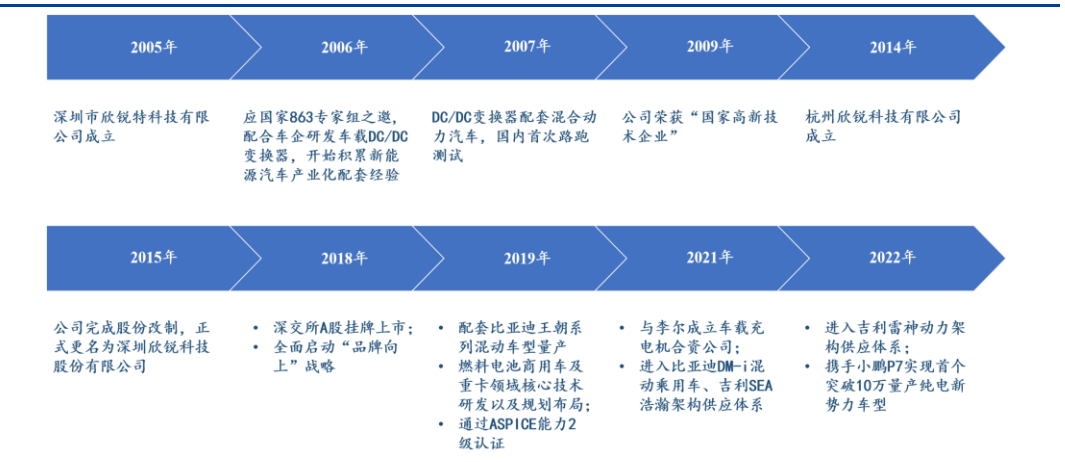 2005年
2006年
2007年
2009年
2014年
深圳市欣锐特科技有限
公司成立
应国家863专家组之邀,
配合车企研发车载DC/DC
变换器, 开始积累新能
源汽车产业化配套经验
DC/DC变换器配套混合动
力汽车, 国内首次路跑
测试
公司荣获“国家高新技
术企业”
杭州欣锐科技有限公司
成立
2015年
2018年
2019年
2021年
2022年
公司完成股份改制, 正
式更名为深圳欣锐科技
股份有限公司
• 深交所A股挂牌上市;
• 全面启动“品牌向
上”战略
• 配套比亚迪王朝系
列混动车型量产
• 燃料电池商用车及
重卡领域核心技术
研发以及规划布局;
• 通过ASPICE能力2
级认证
• 与李尔成立车载充
电机合资公司;
• 进入比亚迪DM-i混
动乘用车、吉利SEA
浩瀚架构供应体系
• 进入吉利雷神动力架
构供应体系;
• 携手小鹏P7实现首个
突破10万量产纯电新
势力车型